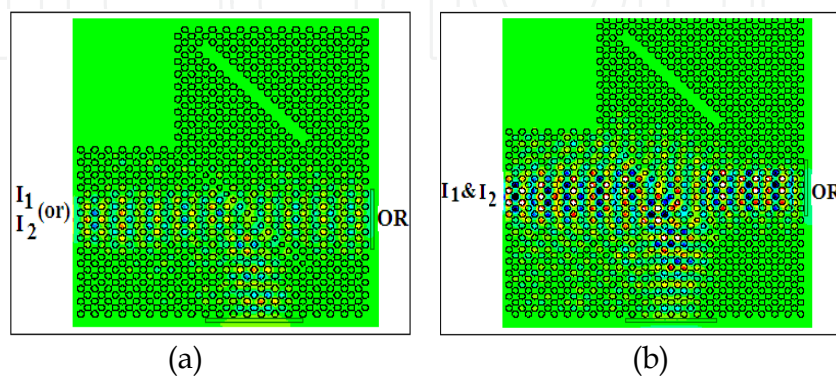 I1 (or) I2
OR
I1 & I2
OR
(a)
(b)